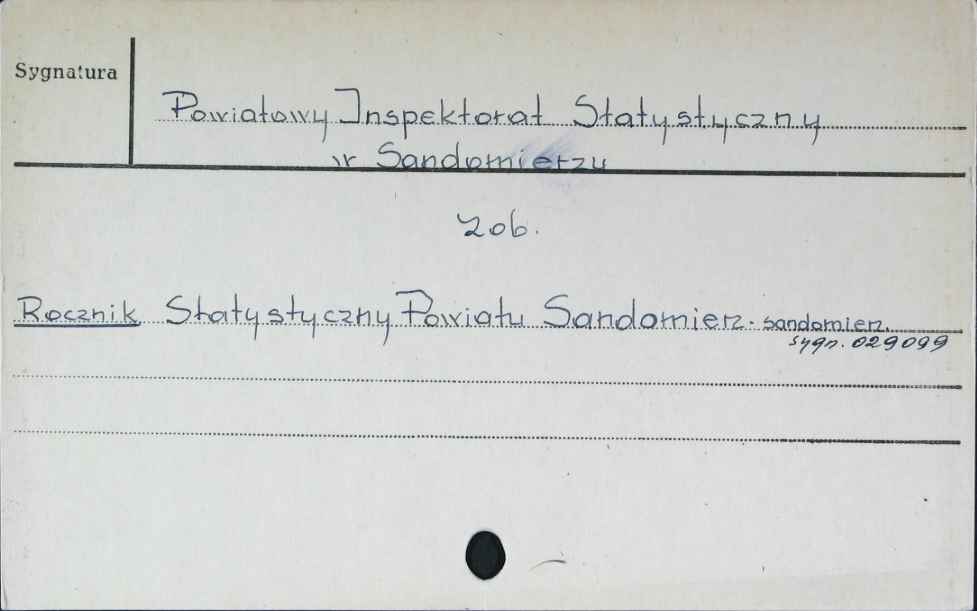 Sygnatura
Powiatowy Inspektorat Statystyczny
w Sandomierzu
Zob.
Rocznik Statystyczny Powiatu Sandomierz. sandomierz.
sygn. 029099